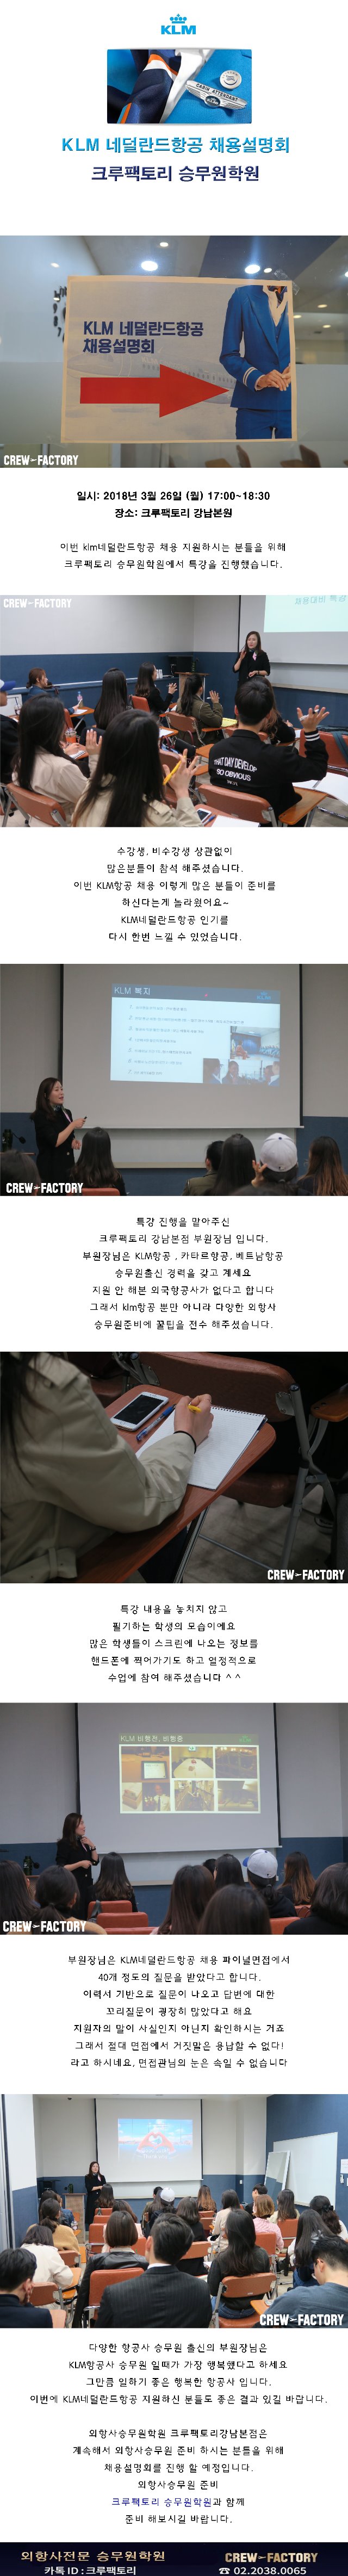 KLM
CABIN ATTENDANT
KLM 네덜란드항공 채용설명회
크루팩토리 승무원학원
KLM 네덜란드항공
채용설명회
CREW-FACTORY
일시: 2018년 3월 26일 (월) 17:00~18:30
장소: 크루팩토리 강남본원
이번 klm네덜란드항공 채용 지원하시는 분들을 위해
크루팩토리 승무원학원에서 특강을 진행했습니다.
CREW-FACTORY
채용대비 특강
THAT DAY DEVELOP
SO OBVIOUS
수강생, 비수강생 상관없이
많은분들이 참석 해주셨습니다.
이번 KLM항공 채용 이렇게 많은 분들이 준비를
하신다는게 놀라웠어요~
KLM네덜란드항공 인기를
다시 한번 느낄 수 있었습니다.
KLM 복지
CREW-FACTORY
특강 진행을 맡아주신
크루팩토리 강남본점 부원장님 입니다.
부원장님은 KLM항공 , 카타르항공, 베트남항공
승무원출신 경력을 갖고 계세요
지원 안 해본 외국항공사가 없다고 합니다
그래서 klm항공 뿐만 아니라 다양한 외항사
승무원준비에 꿀팁을 전수 해주셨습니다.
CREW-FACTORY
특강 내용을 놓치지 않고
필기하는 학생의 모습이에요
많은 학생들이 스크린에 나오는 정보를
핸드폰에 찍어가기도 하고 열정적으로
수업에 참여 해주셨습니다 ^ ^
KLM 비행전, 비행중
CREW-FACTORY
부원장님은 KLM네덜란드항공 채용 파이널면접에서
40개 정도의 질문을 받았다고 합니다.
이력서 기반으로 질문이 나오고 답변에 대한
꼬리질문이 굉장히 많았다고 해요
지원자의 말이 사실인지 아닌지 확인하시는 거죠
그래서 절대 면접에서 거짓말은 용납할 수 없다!
라고 하시네요, 면접관님의 눈은 속일 수 없습니다
CREW-FACTORY
다양한 항공사 승무원 출신의 부원장님은
KLM항공사 승무원 일때가 가장 행복했다고 하세요
그만큼 일하기 좋은 행복한 항공사 입니다.
이번에 KLM네덜란드항공 지원하신 분들도 좋은 결과 있길 바랍니다.
외항사승무원학원 크루팩토리강남본점은
계속해서 외항사승무원 준비 하시는 분들을 위해
채용설명회를 진행 할 예정입니다.
외항사승무원 준비
크루팩토리 승무원학원과 함께
준비 해보시길 바랍니다.
외항사전문 승무원학원
CREW-FACTORY
카톡 ID : 크루팩토리
☎ 02.2038.0065